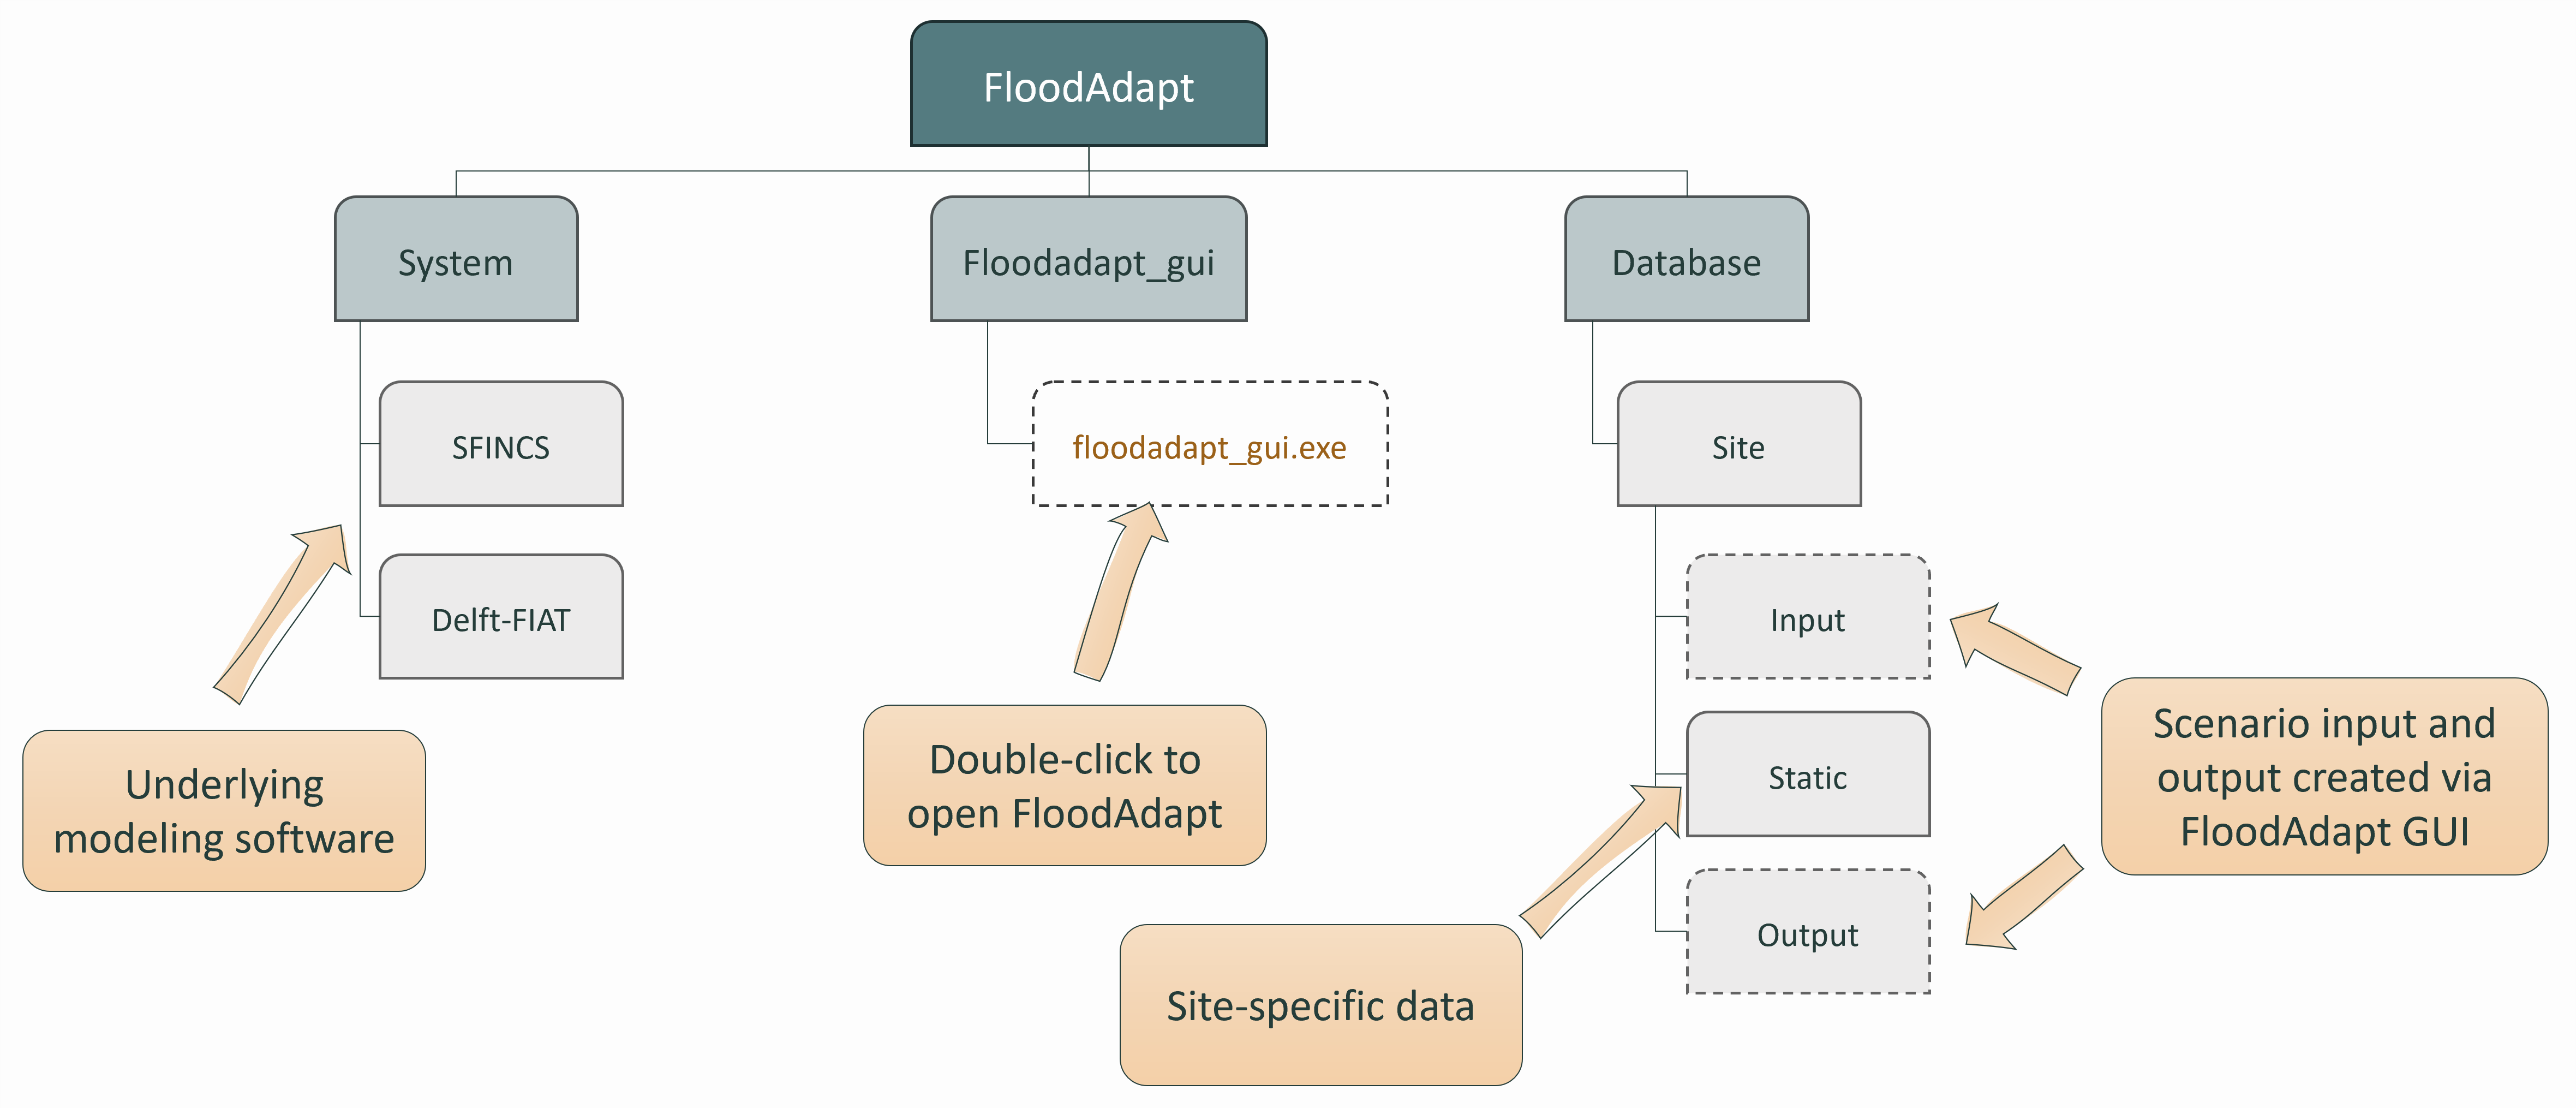 FloodAdapt
System
Floodadapt_gui
Database
SFINCS
floodadapt_gui.exe
Site
Delft-FIAT
Input
Static
Output
Underlying
modeling software
Double-click to
open FloodAdapt
Site-specific data
Scenario input and
output created via
FloodAdapt GUI